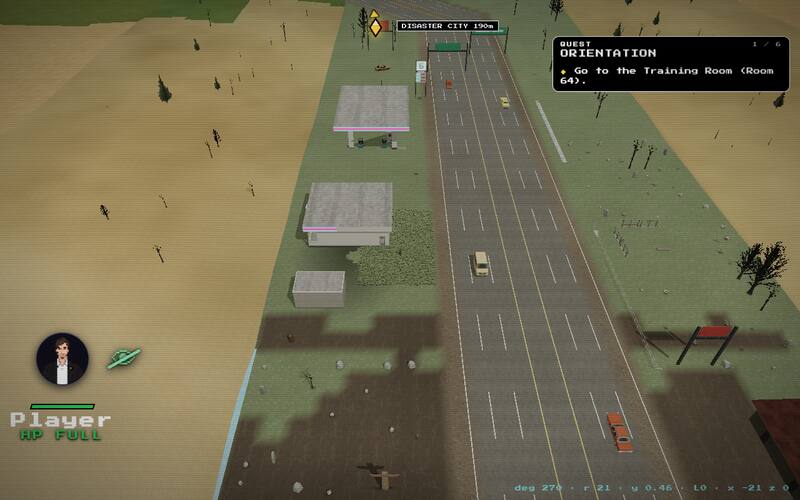 DISASTER CITY 190m
QUEST 1 / 6
ORIENTATION
Go to the Training Room (Room
64).
Player
AP FULL
deg 270 · r 21 · y 0.46 · L0 · x -21 z 0